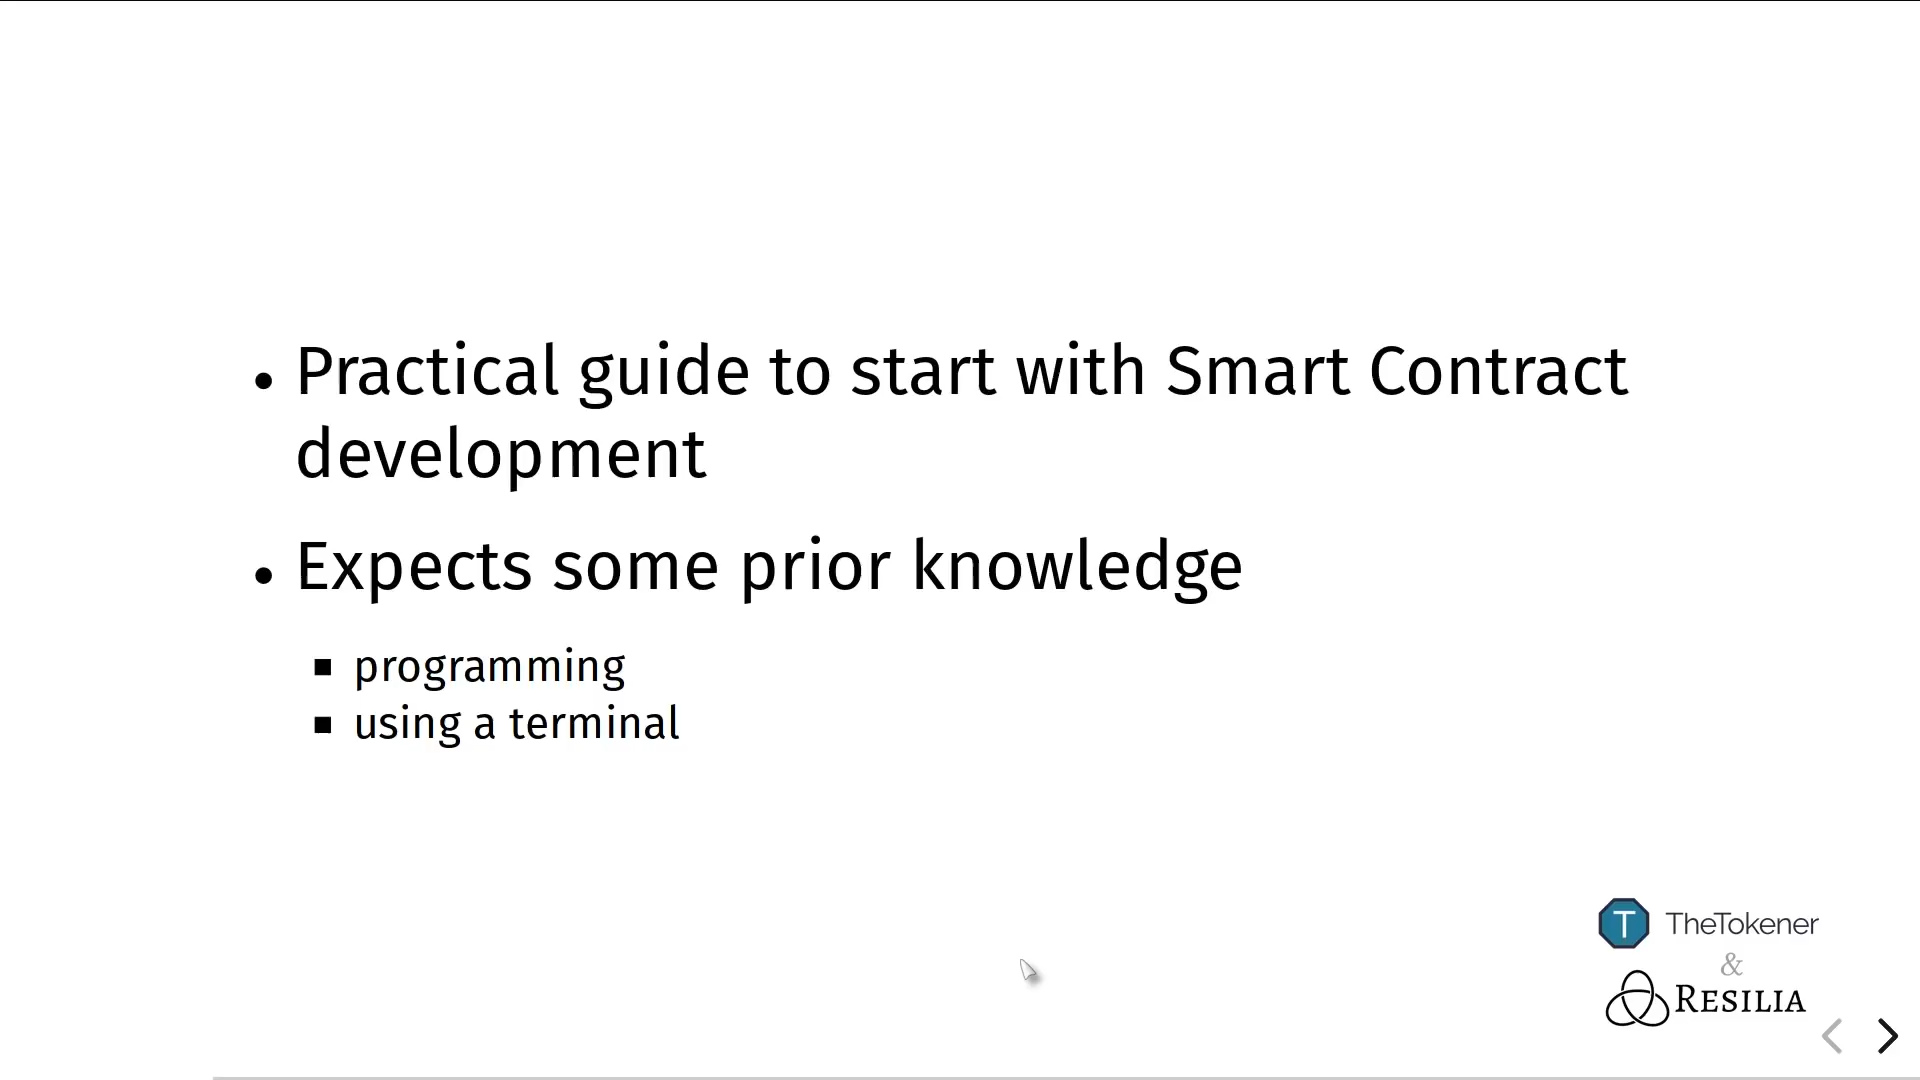 • Practical guide to start with Smart Contract
development
• Expects some prior knowledge
▪ programming
▪ using a terminal
T TheTokener
&
RESILIA